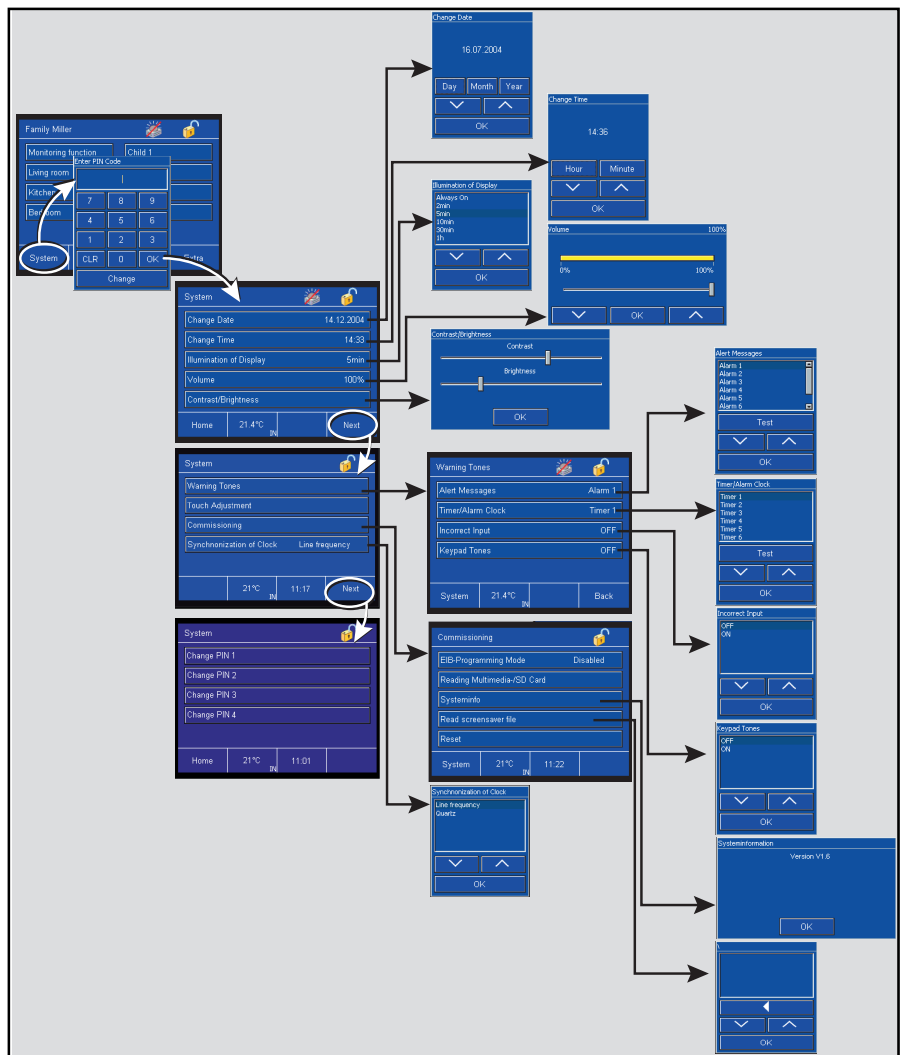 Change Date
16.07.2004
Day Month Year
OK
Change Time
14:36
Hour Minute
OK
Family Miller
Monitoring function Child 1
Living room
Enter PIN Code
7 8 9
4 5 6
1 2 3
CLR 0 OK
Change
System
Illumination of Display
Always On
2min
5min
10min
30min
1h
OK
Volume 100%
0% 100%
OK
System
Change Date 14.12.2004
Change Time 14:33
Illumination of Display 5min
Volume 100%
Contrast/Brightness
Home 21.4°C IN Next
Contrast/Brightness
Contrast
Brightness
OK
Alert Messages
Alarm 1
Alarm 2
Alarm 3
Alarm 4
Alarm 5
Alarm 6
Test
OK
System
Warning Tones
Touch Adjustment
Commissioning
Synchnonization of Clock Line frequency
21°C IN 11:17 Next
Warning Tones
Alert Messages Alarm 1
Timer/Alarm Clock Timer 1
Incorrect Input OFF
Keypad Tones OFF
System 21.4°C IN Back
Timer/Alarm Clock
Timer 1
Timer 2
Timer 3
Timer 4
Timer 5
Timer 6
Test
OK
System
Change PIN 1
Change PIN 2
Change PIN 3
Change PIN 4
Home 21°C IN 11:01
Commissioning
EIB-Programming Mode Disabled
Reading Multimedia-/SD Card
Systeminfo
Read screensaver file
Reset
System 21°C IN 11:22
Incorrect Input
OFF
ON
OK
Keypad Tones
OFF
ON
OK
Synchnonization of Clock
Line frequency
Quartz
OK
Systeminformation
Version V1.6
OK
\
OK